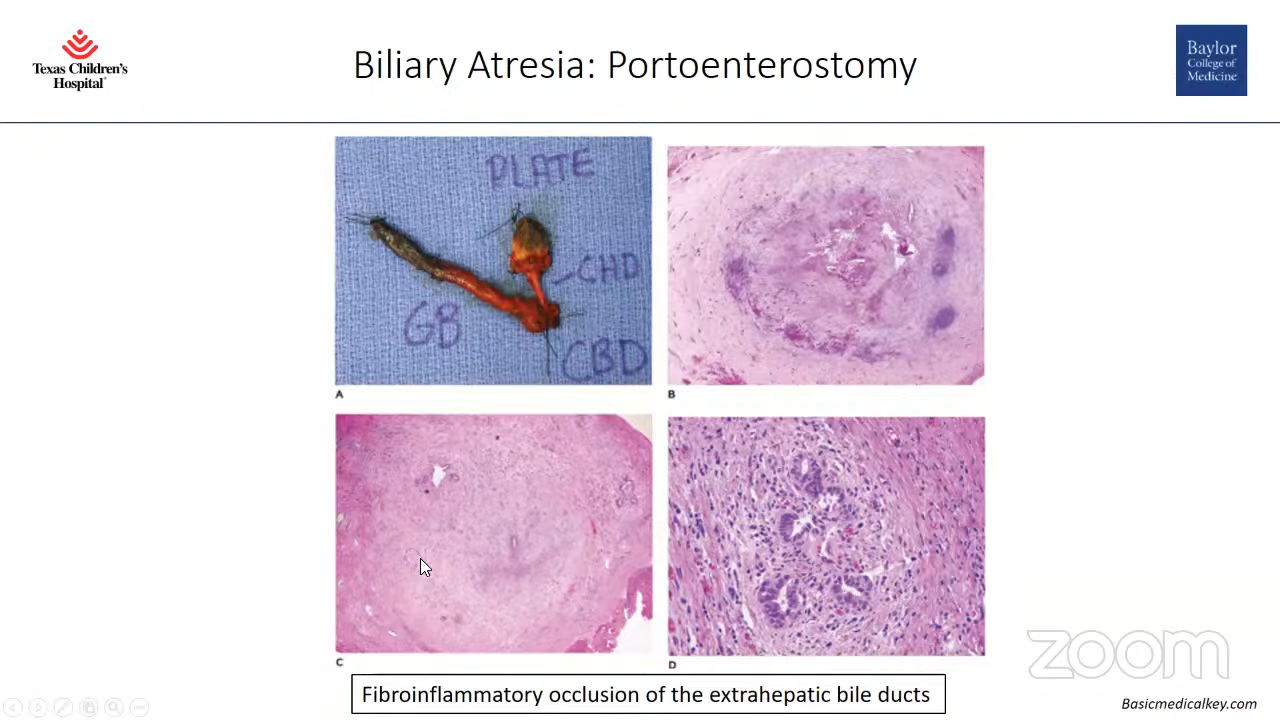 Texas Children's
Hospital
Biliary Atresia: Portoenterostomy
Baylor
College of
Medicine
PLATE
CHD
GB
CBD
A
B
C
D
Fibroinflammatory occlusion of the extrahepatic bile ducts
zoom
Basicmedicalkey.com